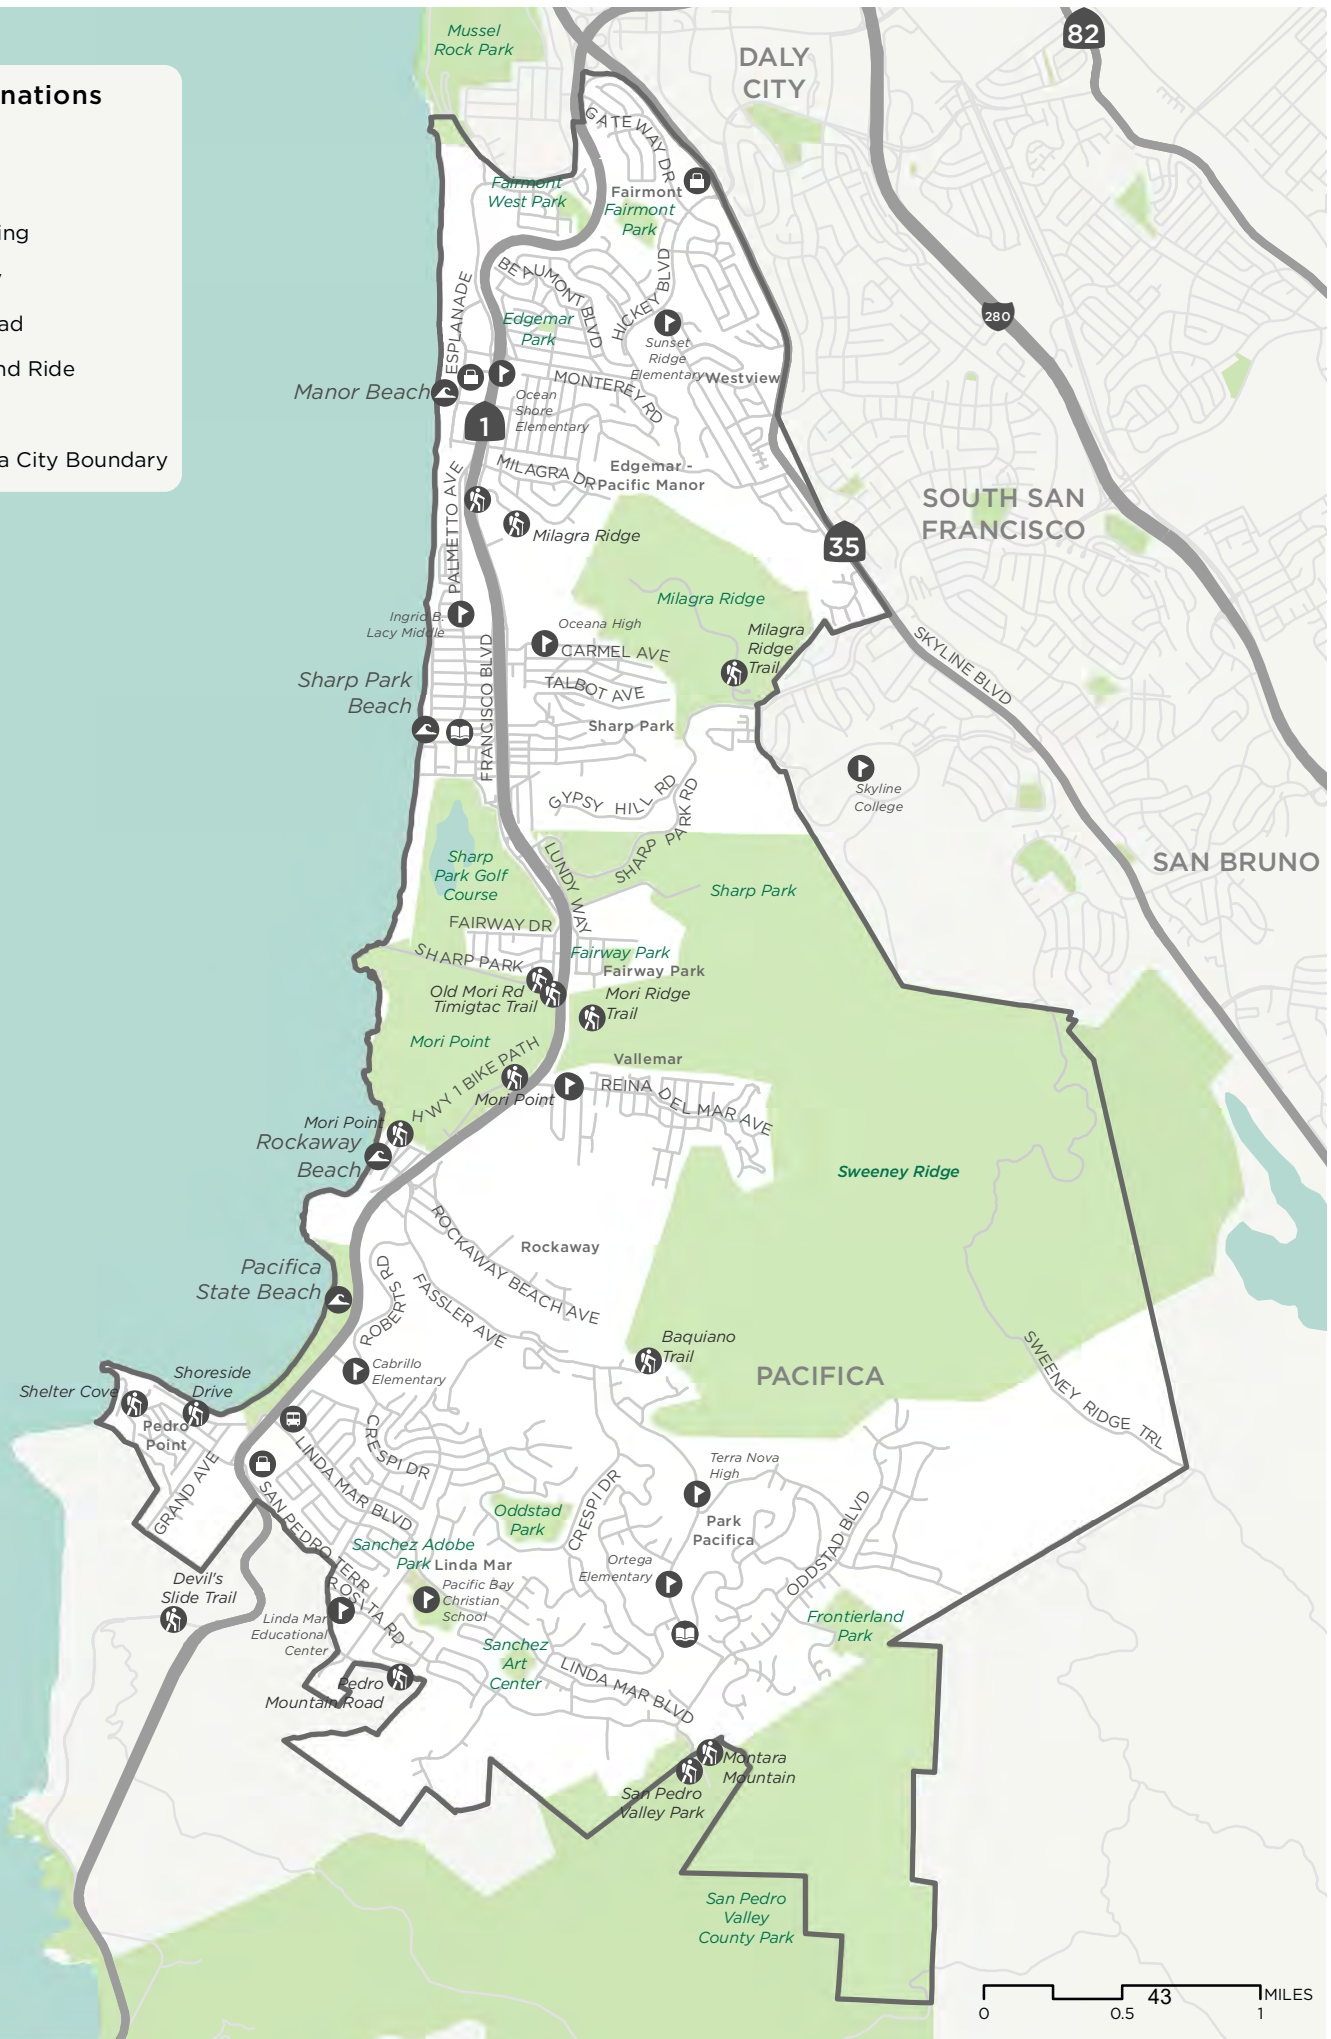 Mussel
Rock Park
DALY
CITY
82
nations
ing
ad
nd Ride
a City Boundary
GATEWAY DR
Fairmont
West Park
Fairmont
Fairmont
Park
BEAUMONT BLVD
HICKEY BLVD
ESPLANADE
Edgemar
Park
280
Sunset
Ridge
Elementary
Westview
Manor Beach
MONTEREY RD
Ocean
Shore
Elementary
1
MILAGRA DR
Edgemar -
Pacific Manor
PALMETTO AVE
SOUTH SAN
FRANCISCO
Milagra Ridge
35
Milagra Ridge
Ingrid B.
Lacy Middle
Oceana High
CARMEL AVE
Milagra
Ridge
Trail
SKYLINE BLVD
FRANCISCO BLVD
Sharp Park
Beach
TALBOT AVE
Sharp Park
GYPSY HILL RD
SHARP PARK RD
Skyline
College
SAN BRUNO
Sharp
Park Golf
Course
LUNDY WAY
Sharp Park
FAIRWAY DR
SHARP PARK
Fairway Park
Fairway Park
Old Mori Rd
Timigtac Trail
Mori Ridge
Trail
Mori Point
HWY 1 BIKE PATH
Vallemar
Mori Point
REINA DEL MAR AVE
Mori Point
Rockaway
Beach
Sweeney Ridge
ROCKAWAY BEACH AVE
Rockaway
Pacifica
State Beach
ROBERTS RD
FASSLER AVE
Baquiano
Trail
PACIFICA
SWEENEY RIDGE TRL
Cabrillo
Elementary
Shoreside
Drive
Shelter Cove
Pedro
Point
GRAND AVE
CRESPI DR
LINDA MAR BLVD
SAN PEDRO TERR
Terra Nova
High
CRESPI DR
Oddstad
Park
Park
Pacifica
ODDSTAD BLVD
Sanchez Adobe
Park
Linda Mar
Ortega
Elementary
Devil's
Slide Trail
ROSITA RD
Pacific Bay
Christian
School
Linda Mar
Educational
Center
Frontierland
Park
Sanchez
Art
Center
LINDA MAR BLVD
Pedro
Mountain Road
Montara
Mountain
San Pedro
Valley Park
San Pedro
Valley
County Park
43
MILES
0 0.5 1